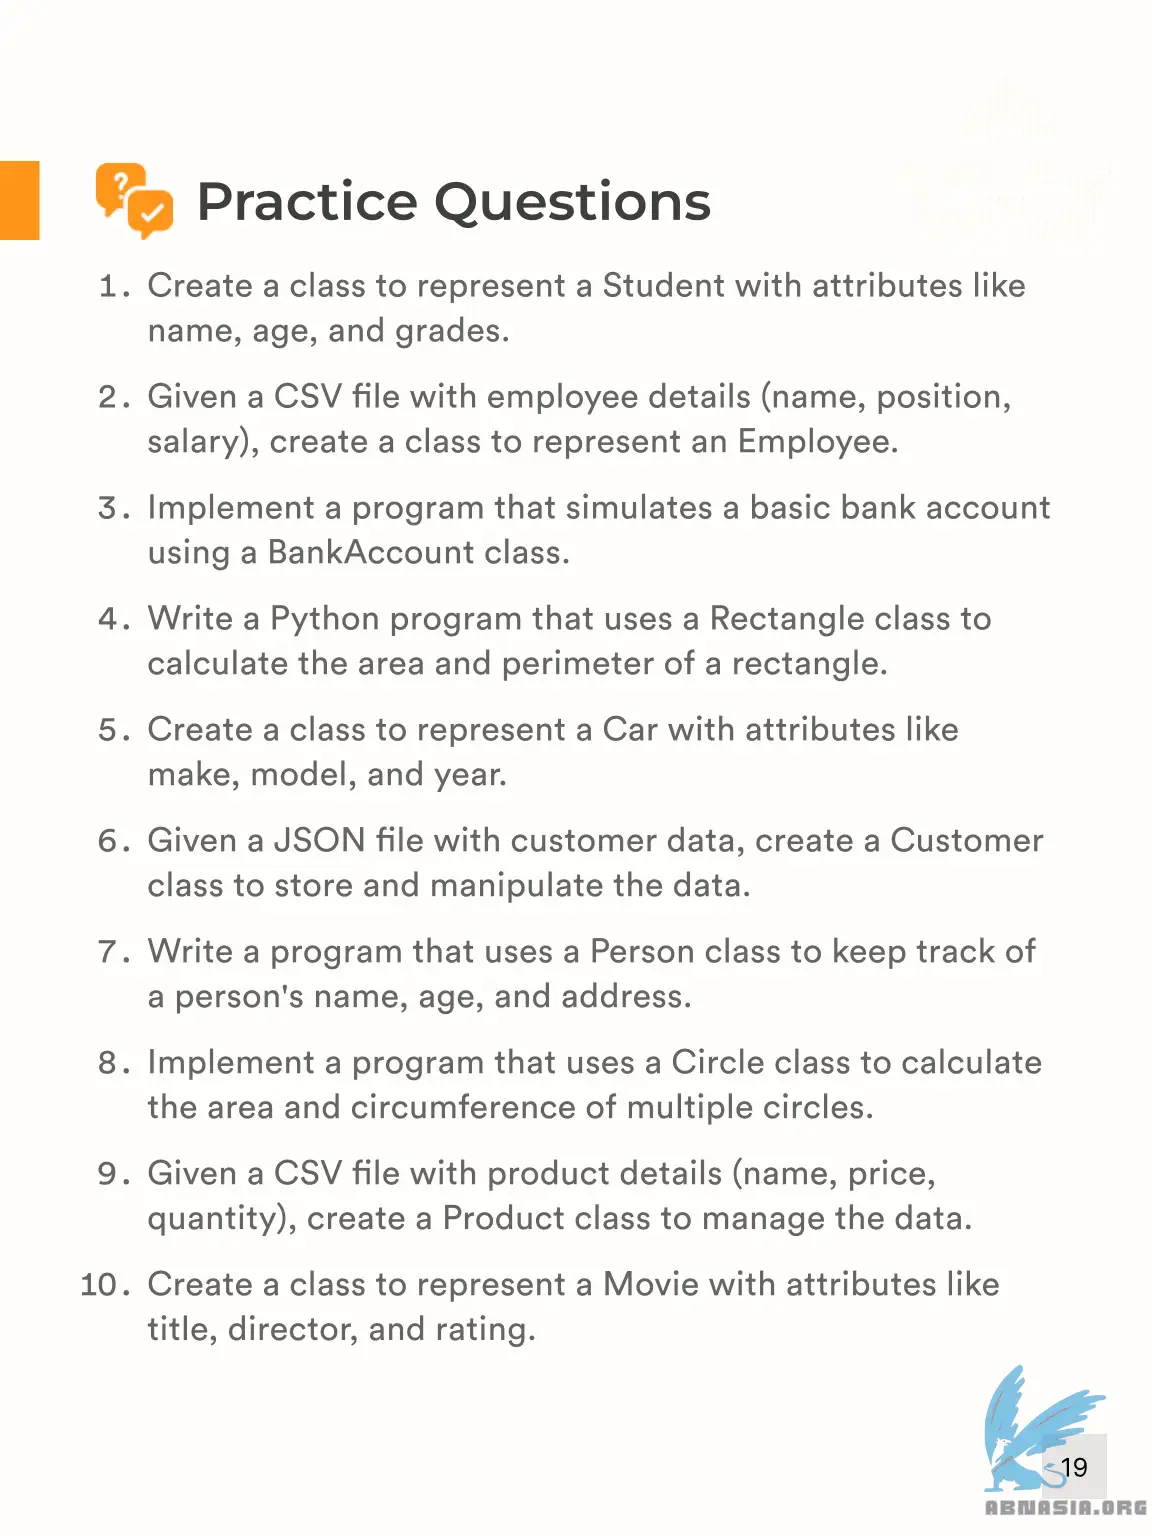 Practice Questions
1. Create a class to represent a Student with attributes like
name, age, and grades.
2. Given a CSV file with employee details (name, position,
salary), create a class to represent an Employee.
3. Implement a program that simulates a basic bank account
using a BankAccount class.
4. Write a Python program that uses a Rectangle class to
calculate the area and perimeter of a rectangle.
5. Create a class to represent a Car with attributes like
make, model, and year.
6. Given a JSON file with customer data, create a Customer
class to store and manipulate the data.
7. Write a program that uses a Person class to keep track of
a person's name, age, and address.
8. Implement a program that uses a Circle class to calculate
the area and circumference of multiple circles.
9. Given a CSV file with product details (name, price,
quantity), create a Product class to manage the data.
10. Create a class to represent a Movie with attributes like
title, director, and rating.
19
ABNASIA.ORG